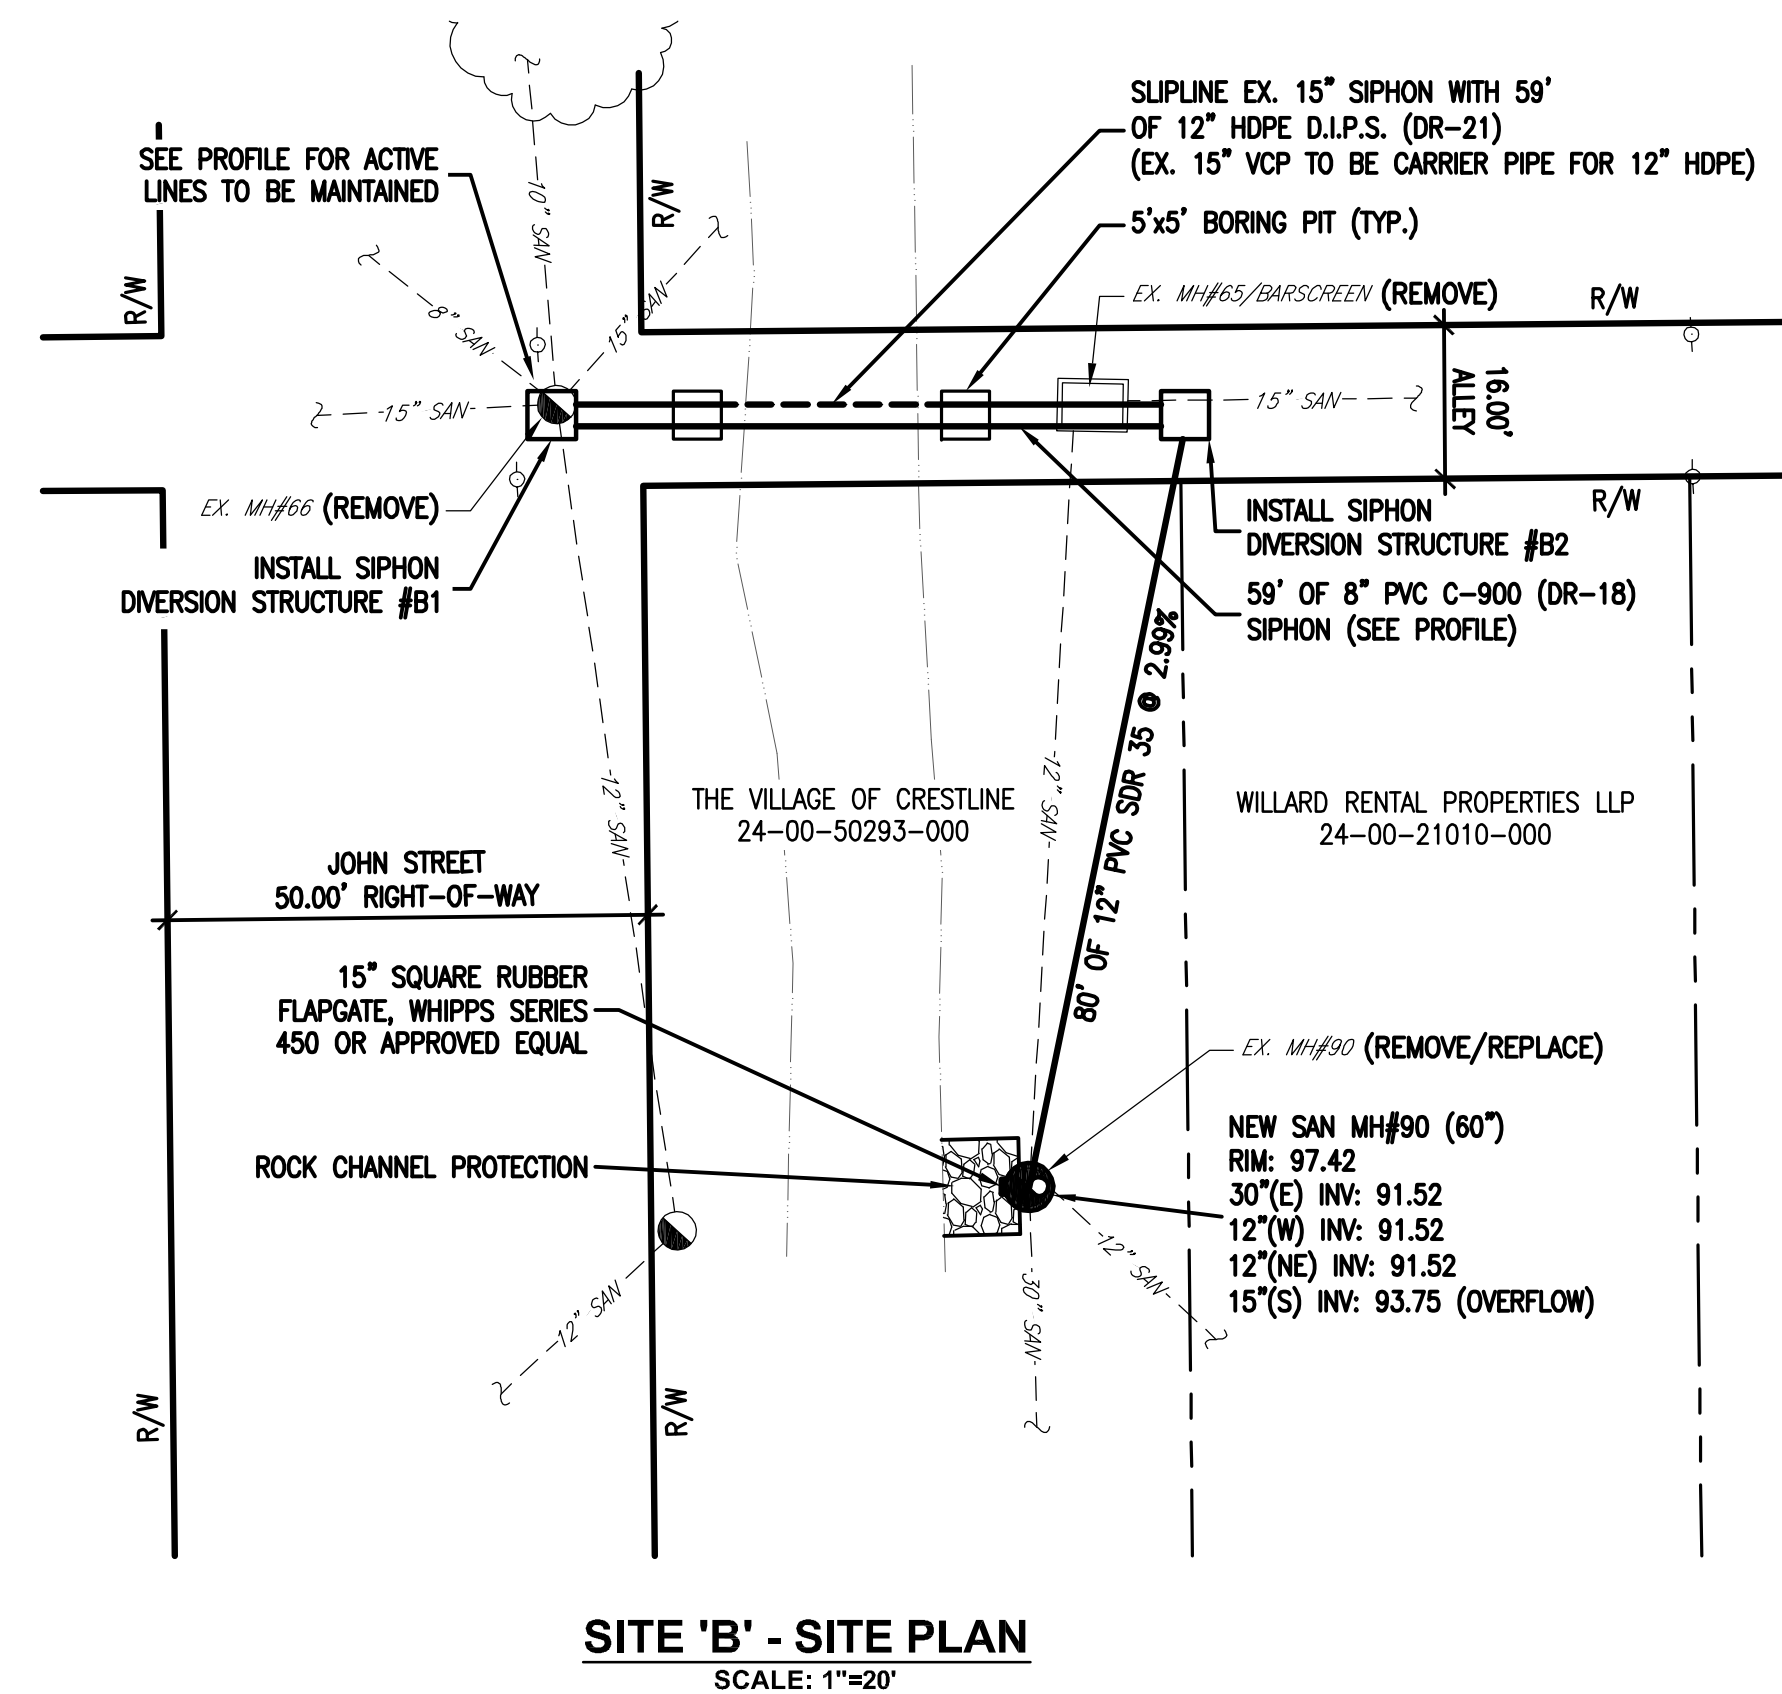 SLIPLINE EX. 15" SIPHON WITH 59'
OF 12" HDPE D.I.P.S. (DR-21)
(EX. 15" VCP TO BE CARRIER PIPE FOR 12" HDPE)
SEE PROFILE FOR ACTIVE
LINES TO BE MAINTAINED
10" SAN
R/W
5'x5' BORING PIT (TYP.)
R/W
8" SAN
15" SAN
EX. MH#65/BARSCREEN (REMOVE)
R/W
15" SAN
15" SAN
16.00'
ALLEY
EX. MH#66 (REMOVE)
R/W
INSTALL SIPHON
DIVERSION STRUCTURE #B2
INSTALL SIPHON
DIVERSION STRUCTURE #B1
59' OF 8" PVC C-900 (DR-18)
SIPHON (SEE PROFILE)
80' OF 12" PVC SDR 35 @ 2.99%
12" SAN
12" SAN
THE VILLAGE OF CRESTLINE
24-00-50293-000
WILLARD RENTAL PROPERTIES LLP
24-00-21010-000
JOHN STREET
50.00' RIGHT-OF-WAY
15" SQUARE RUBBER
FLAPGATE, WHIPPS SERIES
450 OR APPROVED EQUAL
EX. MH#90 (REMOVE/REPLACE)
ROCK CHANNEL PROTECTION
NEW SAN MH#90 (60")
RIM: 97.42
30"(E) INV: 91.52
12"(W) INV: 91.52
12"(NE) INV: 91.52
15"(S) INV: 93.75 (OVERFLOW)
12" SAN
12" SAN
30" SAN
R/W
R/W
SITE 'B' - SITE PLAN
SCALE: 1"=20'